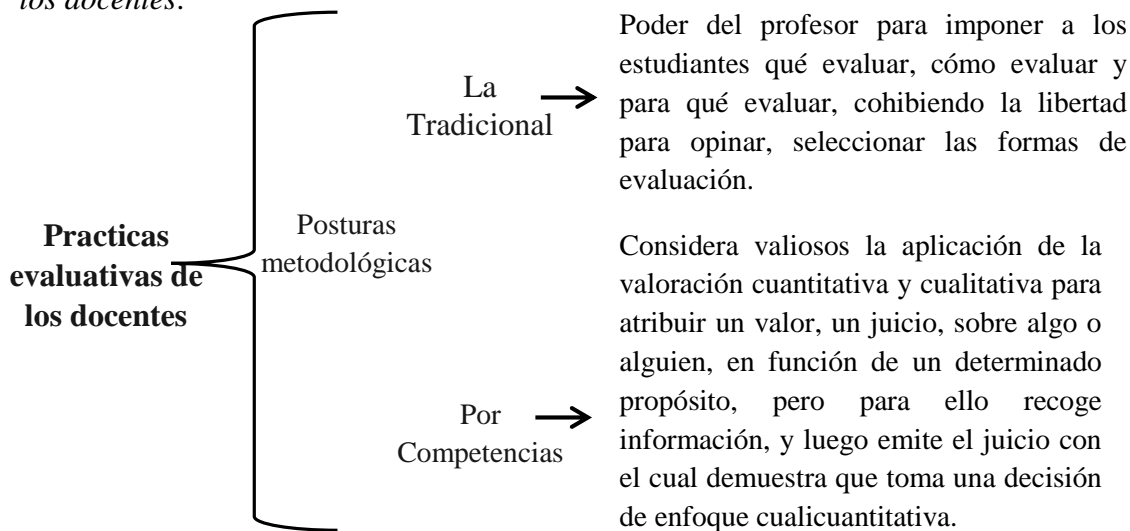 los docentes.
Practicas
evaluativas de
los docentes
Posturas
metodológicas
La
Tradicional
Poder del profesor para imponer a los
estudiantes qué evaluar, cómo evaluar y
para qué evaluar, cohibiendo la libertad
para opinar, seleccionar las formas de
evaluación.
Por
Competencias
Considera valiosos la aplicación de la
valoración cuantitativa y cualitativa para
atribuir un valor, un juicio, sobre algo o
alguien, en función de un determinado
propósito, pero para ello recoge
información, y luego emite el juicio con
el cual demuestra que toma una decisión
de enfoque cualicuantitativa.